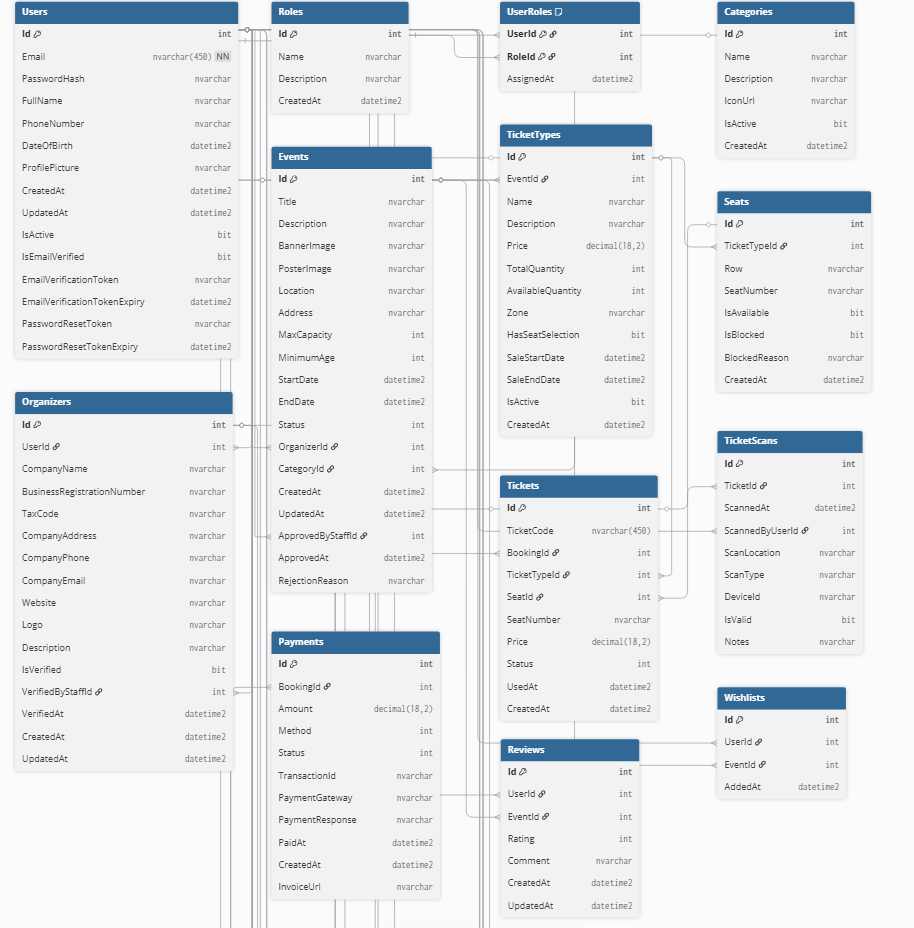 Users
Id int
Email nvarchar(450) NN
PasswordHash nvarchar
FullName nvarchar
PhoneNumber nvarchar
DateOfBirth datetime2
ProfilePicture nvarchar
CreatedAt datetime2
UpdatedAt datetime2
IsActive bit
IsEmailVerified bit
EmailVerificationToken nvarchar
EmailVerificationTokenExpiry datetime2
PasswordResetToken nvarchar
PasswordResetTokenExpiry datetime2
Organizers
Id int
UserId int
CompanyName nvarchar
BusinessRegistrationNumber nvarchar
TaxCode nvarchar
CompanyAddress nvarchar
CompanyPhone nvarchar
CompanyEmail nvarchar
Website nvarchar
Logo nvarchar
Description nvarchar
IsVerified bit
VerifiedByStaffId int
VerifiedAt datetime2
CreatedAt datetime2
UpdatedAt datetime2
Roles
Id int
Name nvarchar
Description nvarchar
CreatedAt datetime2
Events
Id int
Title nvarchar
Description nvarchar
BannerImage nvarchar
PosterImage nvarchar
Location nvarchar
Address nvarchar
MaxCapacity int
MinimumAge int
StartDate datetime2
EndDate datetime2
Status int
OrganizerId int
CategoryId int
CreatedAt datetime2
UpdatedAt datetime2
ApprovedByStaffId int
ApprovedAt datetime2
RejectionReason nvarchar
Payments
Id int
BookingId int
Amount decimal(18,2)
Method int
Status int
TransactionId nvarchar
PaymentGateway nvarchar
PaymentResponse nvarchar
PaidAt datetime2
CreatedAt datetime2
InvoiceUrl nvarchar
UserRoles
UserId int
RoleId int
AssignedAt datetime2
TicketTypes
Id int
EventId int
Name nvarchar
Description nvarchar
Price decimal(18,2)
TotalQuantity int
AvailableQuantity int
Zone nvarchar
HasSeatSelection bit
SaleStartDate datetime2
SaleEndDate datetime2
IsActive bit
CreatedAt datetime2
Tickets
Id int
TicketCode nvarchar(450)
BookingId int
TicketTypeId int
SeatId int
SeatNumber nvarchar
Price decimal(18,2)
Status int
UsedAt datetime2
CreatedAt datetime2
Reviews
Id int
UserId int
EventId int
Rating int
Comment nvarchar
CreatedAt datetime2
UpdatedAt datetime2
Categories
Id int
Name nvarchar
Description nvarchar
IconUrl nvarchar
IsActive bit
CreatedAt datetime2
Seats
Id int
TicketTypeId int
Row nvarchar
SeatNumber nvarchar
IsAvailable bit
IsBlocked bit
BlockedReason nvarchar
CreatedAt datetime2
TicketScans
Id int
TicketId int
ScannedAt datetime2
ScannedByUserId int
ScanLocation nvarchar
ScanType nvarchar
DeviceId nvarchar
IsValid bit
Notes nvarchar
Wishlists
Id int
UserId int
EventId int
AddedAt datetime2